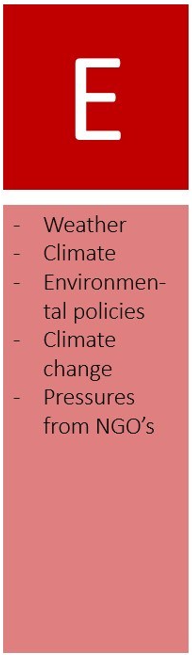 E
- Weather
- Climate
- Environmen-
tal policies
- Climate
change
- Pressures
from NGO’s